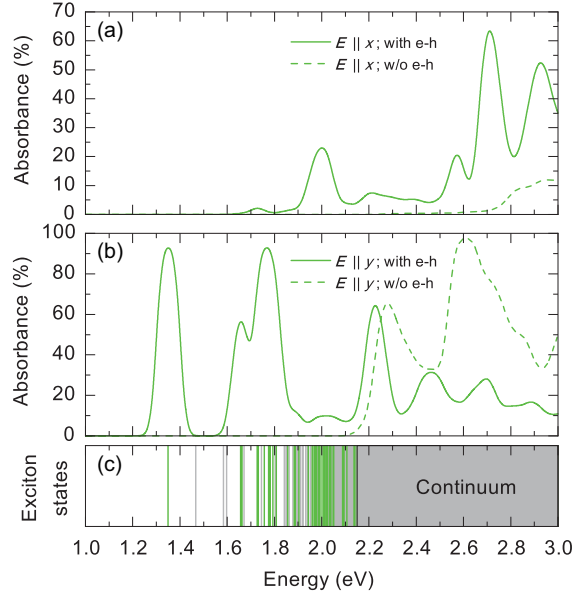 (a)
E || x; with e-h
E || x; w/o e-h
Absorbance (%)
70
60
50
40
30
20
10
0
(b)
E || y; with e-h
E || y; w/o e-h
Absorbance (%)
100
80
60
40
20
0
(c)
Exciton
states
Continuum
1.0 1.2 1.4 1.6 1.8 2.0 2.2 2.4 2.6 2.8 3.0
Energy (eV)